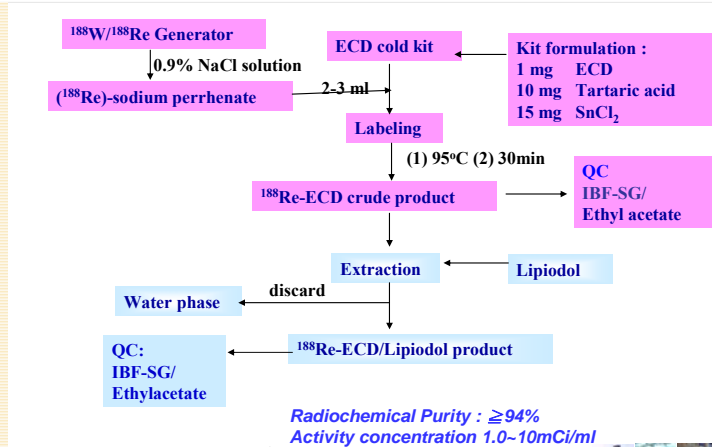 ¹⁸⁸W/¹⁸⁸Re Generator
0.9% NaCl solution
(¹⁸⁸Re)-sodium perrhenate
ECD cold kit
Kit formulation :
1 mg ECD
10 mg Tartaric acid
15 mg SnCl₂
2-3 ml
Labeling
(1) 95°C (2) 30min
¹⁸⁸Re-ECD crude product
QC
IBF-SG/
Ethyl acetate
Extraction
Lipiodol
discard
Water phase
¹⁸⁸Re-ECD/Lipiodol product
QC:
IBF-SG/
Ethylacetate
Radiochemical Purity : ≧94%
Activity concentration 1.0~10mCi/ml